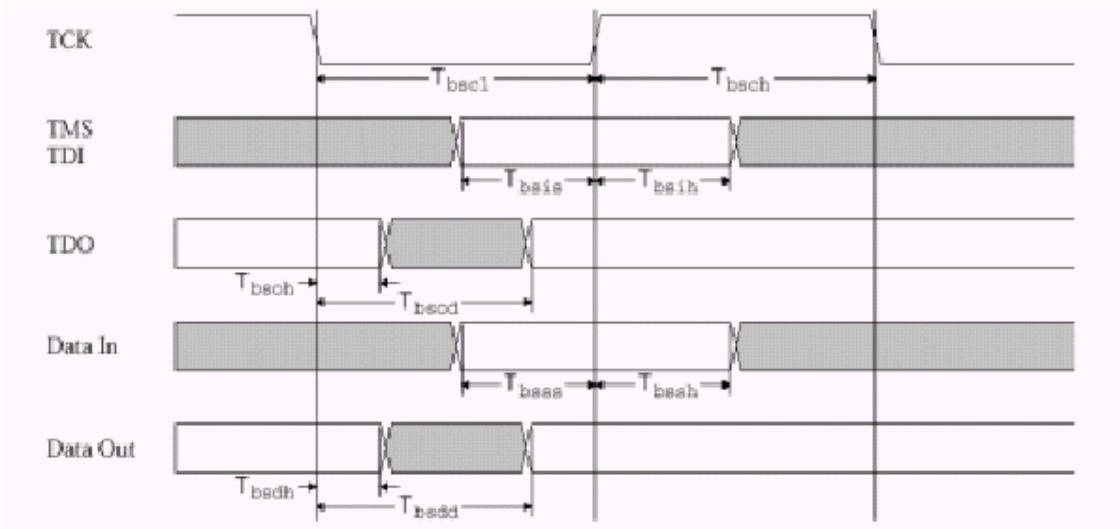 TCK
Tbscl
Tbsch
TMS
TDI
Tbsis
Tbsih
TDO
Tbsoh
Tbsod
Data In
Tbsss
Tbssh
Data Out
Tbsdh
Tbsdd